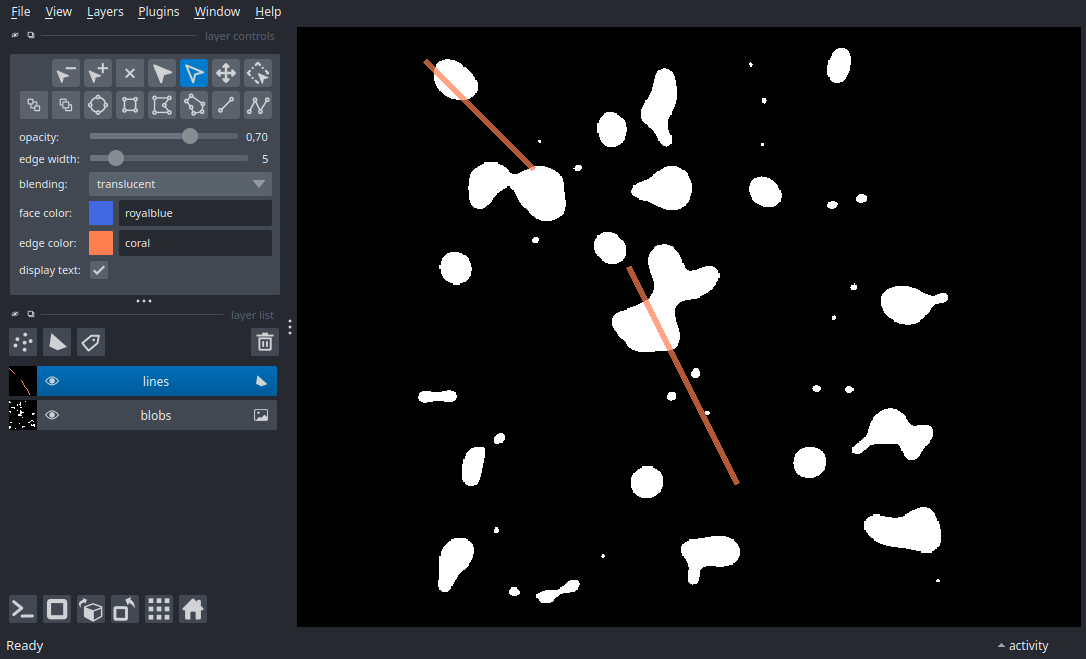 File View Layers Plugins Window Help
layer controls
opacity: 0,70
edge width: 5
blending: translucent
face color: royalblue
edge color: coral
display text:
layer list
lines
blobs
Ready activity